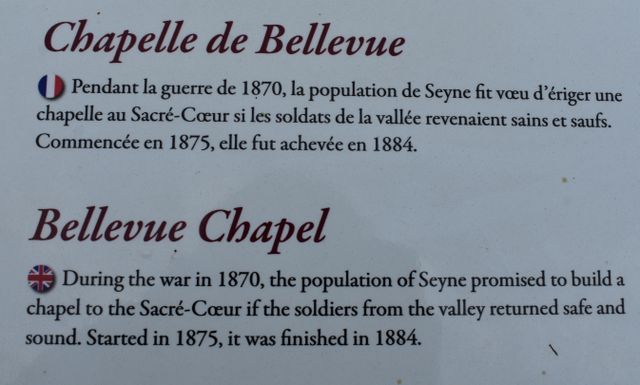 Chapelle de Bellevue
Pendant la guerre de 1870, la population de Seyne fit vœu d'ériger une
chapelle au Sacré-Cœur si les soldats de la vallée revenaient sains et saufs.
Commencée en 1875, elle fut achevée en 1884.
Bellevue Chapel
During the war in 1870, the population of Seyne promised to build a
chapel to the Sacré-Cœur if the soldiers from the valley returned safe and
sound. Started in 1875, it was finished in 1884.